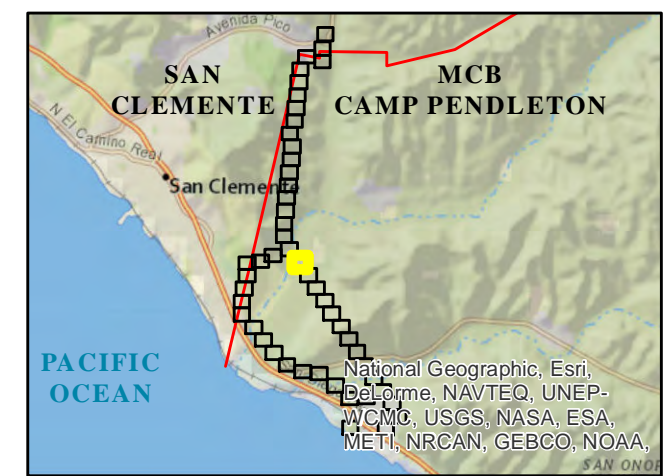 Avenida Pico
SAN
CLEMENTE
MCB
CAMP PENDLETON
N El Camino Real
San Clemente
PACIFIC
OCEAN
National Geographic, Esri,
DeLorme, NAVTEQ, UNEP-
WCMC, USGS, NASA, ESA,
METI, NRCAN, GEBCO, NOAA,
SAN ONOF